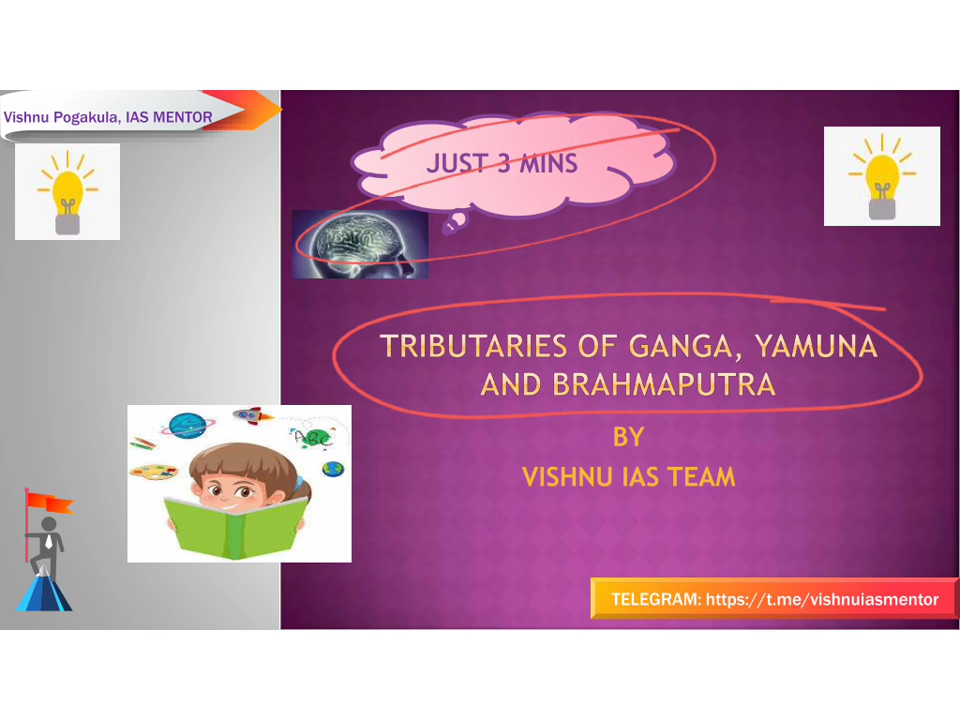 Vishnu Pogakula, IAS MENTOR
JUST 3 MINS
TRIBUTARIES OF GANGA, YAMUNA
AND BRAHMAPUTRA
BY
VISHNU IAS TEAM
ABC
TELEGRAM: https://t.me/vishnuiasmentor